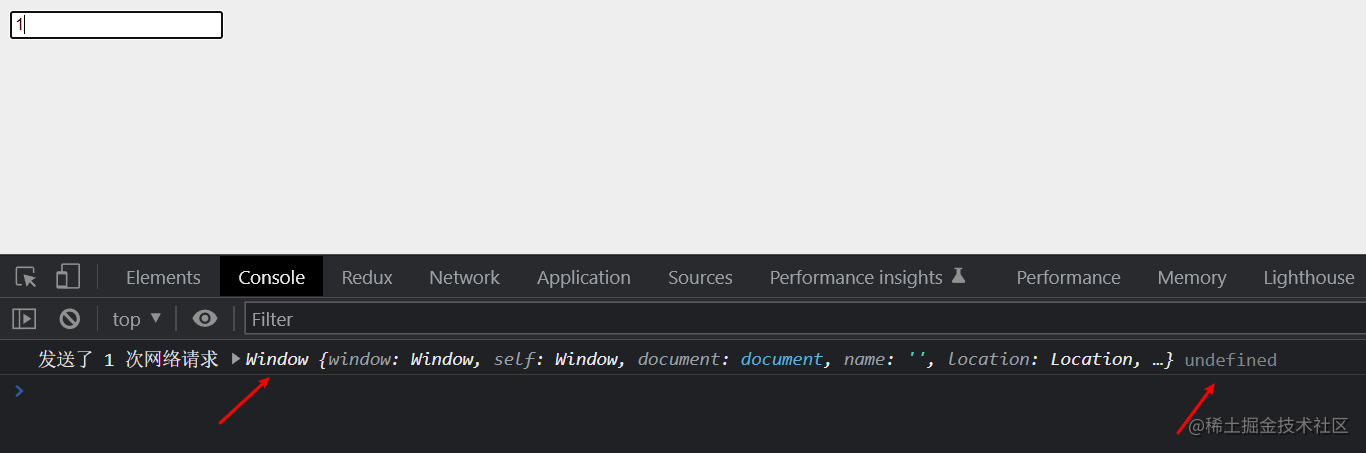 1
Elements Console Redux Network Application Sources Performance insights Performance Memory Lighthouse
top ▼ Filter
发送了 1 次网络请求 ▶Window {window: Window, self: Window, document: document, name: '', location: Location, …} undefined
@稀土掘金技术社区